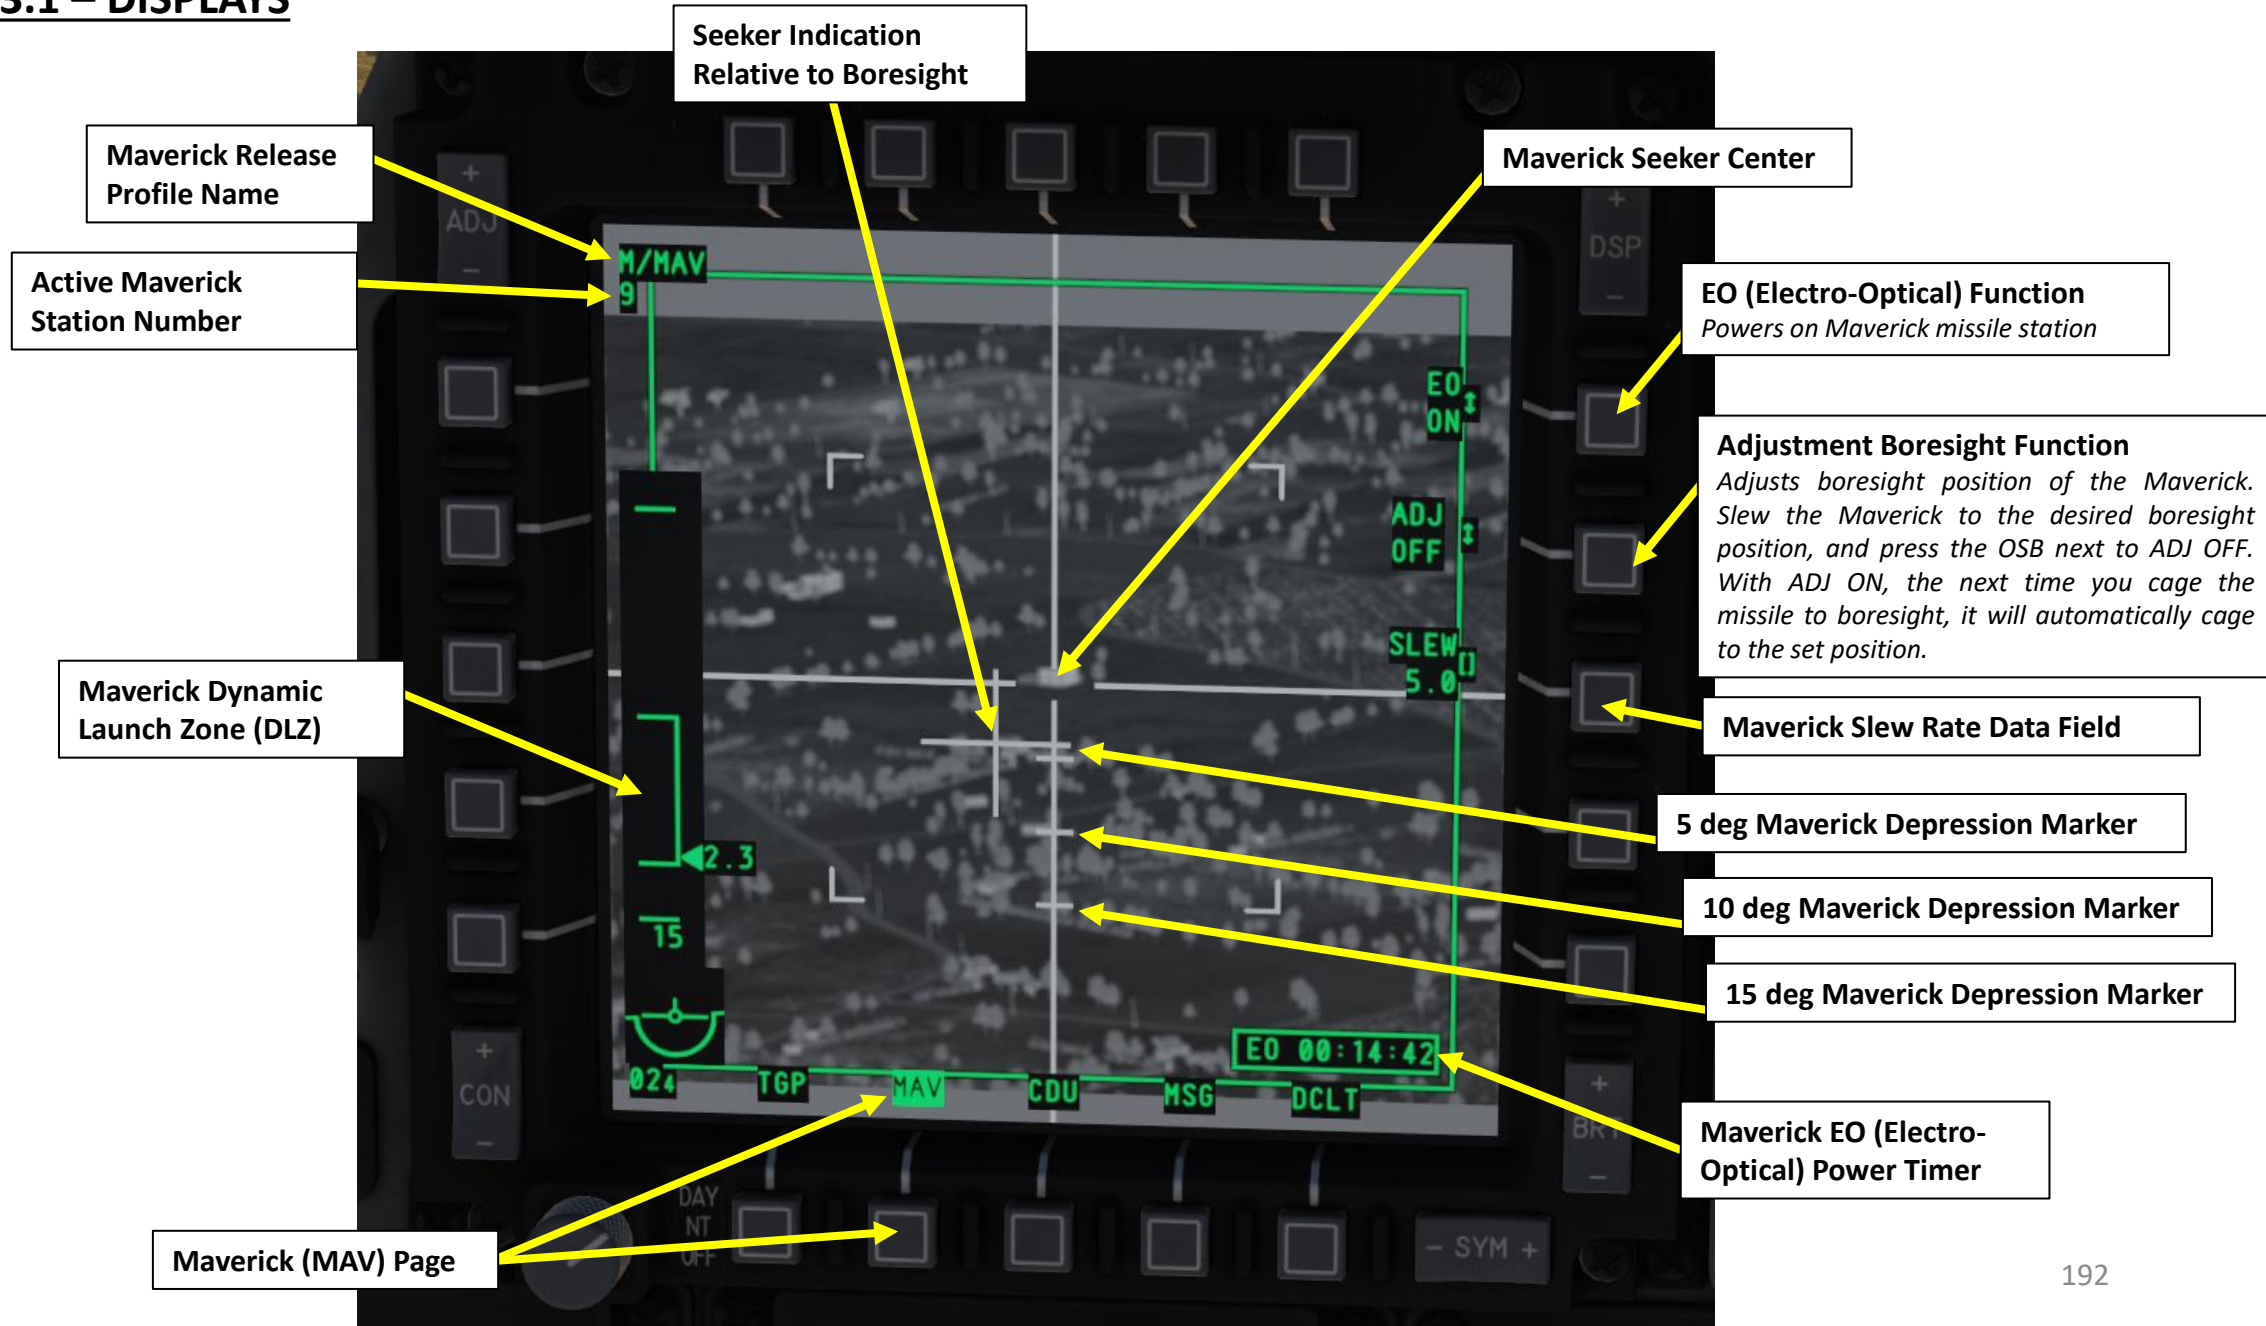 3.1 – DISPLAYS
Seeker Indication
Relative to Boresight
Maverick Release
Profile Name
Maverick Seeker Center
Active Maverick
Station Number
EO (Electro-Optical) Function
Powers on Maverick missile station
Adjustment Boresight Function
Adjusts boresight position of the Maverick.
Slew the Maverick to the desired boresight
position, and press the OSB next to ADJ OFF.
With ADJ ON, the next time you cage the
missile to boresight, it will automatically cage
to the set position.
Maverick Dynamic
Launch Zone (DLZ)
Maverick Slew Rate Data Field
5 deg Maverick Depression Marker
10 deg Maverick Depression Marker
15 deg Maverick Depression Marker
Maverick EO (Electro-
Optical) Power Timer
Maverick (MAV) Page
+
ADJ
-
+
DSP
-
M/MAV
9
EO
ON
ADJ
OFF
SLEW
5.0
2.3
15
EO 00:14:42
024 TGP MAV CDU MSG DCLT
+
CON
-
+
BRT
-
DAY
NT
OFF
- SYM +
192